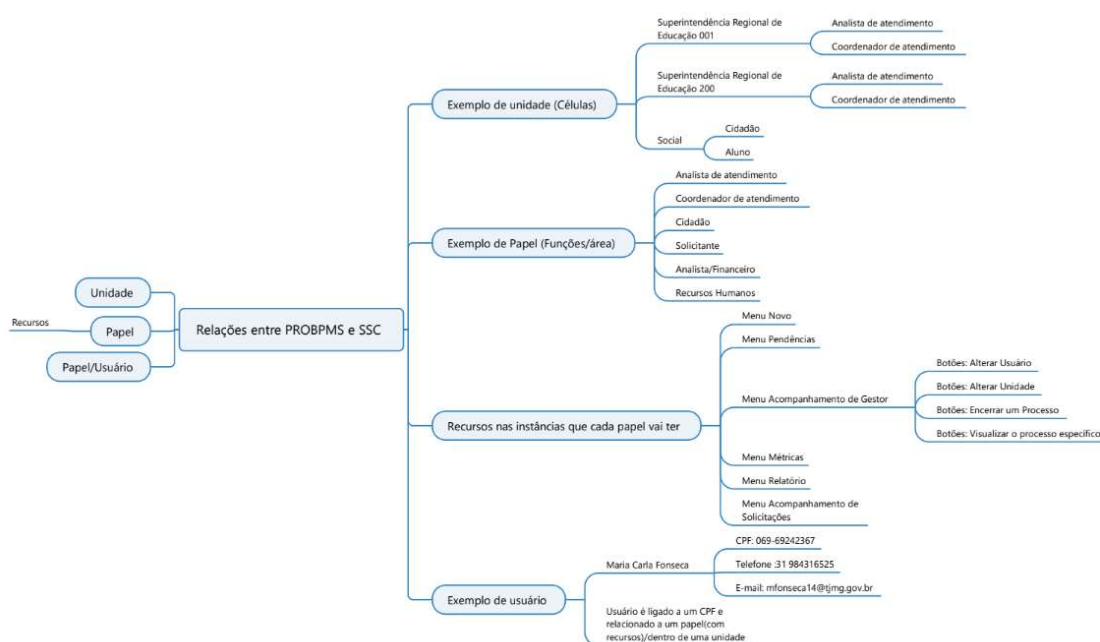 Relações entre PROBPMS e SSC
Unidade
Papel
Recursos
Papel/Usuário
Exemplo de unidade (Células)
Superintendência Regional de
Educação 001
Analista de atendimento
Coordenador de atendimento
Superintendência Regional de
Educação 200
Analista de atendimento
Coordenador de atendimento
Social
Cidadão
Aluno
Exemplo de Papel (Funções/área)
Analista de atendimento
Coordenador de atendimento
Cidadão
Solicitante
Analista/Financeiro
Recursos Humanos
Recursos nas instâncias que cada papel vai ter
Menu Novo
Menu Pendências
Menu Acompanhamento de Gestor
Botões: Alterar Usuário
Botões: Alterar Unidade
Botões: Encerrar um Processo
Botões: Visualizar o processo específico
Menu Métricas
Menu Relatório
Menu Acompanhamento de
Solicitações
Exemplo de usuário
Maria Carla Fonseca
CPF: 069-69242367
Telefone :31 984316525
E-mail: mfonseca14@tjmg.gov.br
Usuário é ligado a um CPF e
relacionado a um papel(com
recursos)/dentro de uma unidade